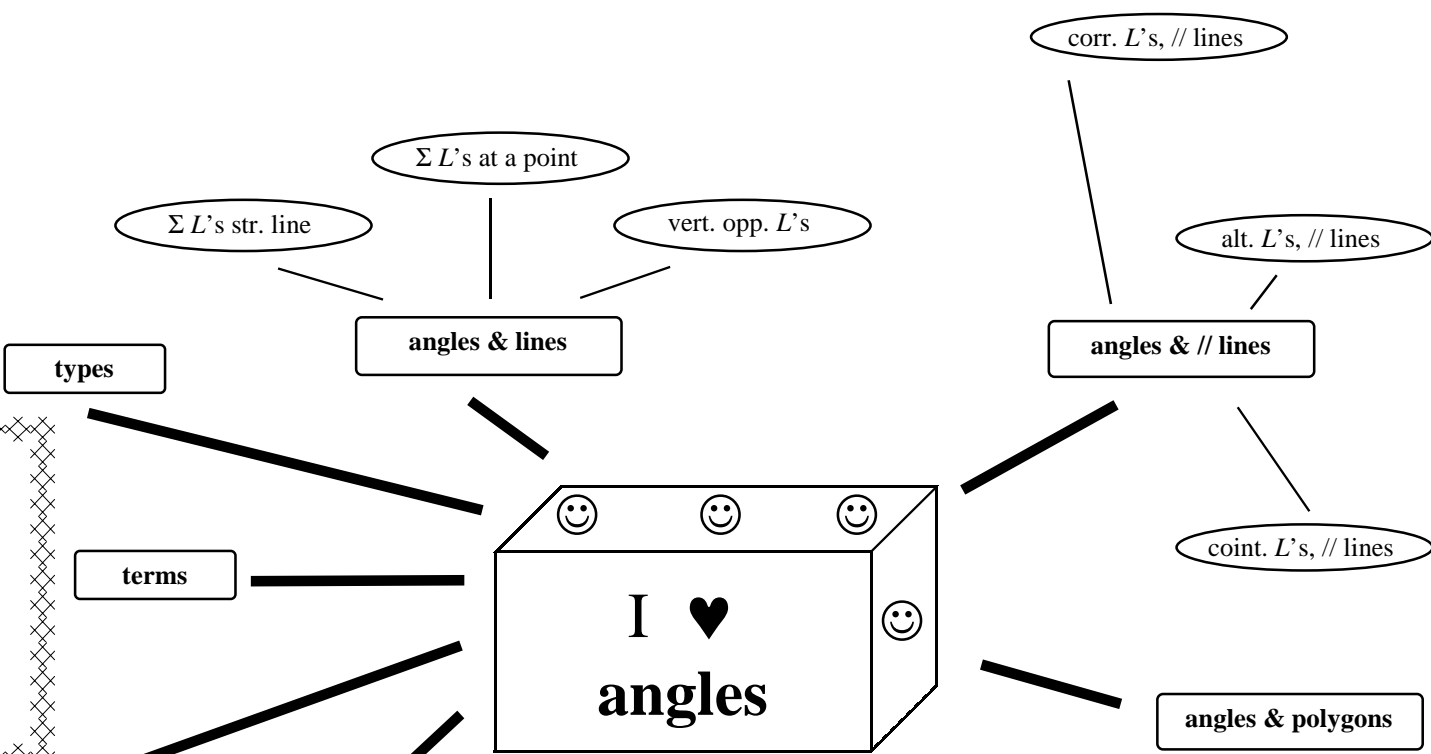 corr. L’s, // lines
Σ L’s at a point
Σ L’s str. line
vert. opp. L’s
alt. L’s, // lines
angles & lines
angles & // lines
types
coint. L’s, // lines
terms
I ♥
angles
angles & polygons